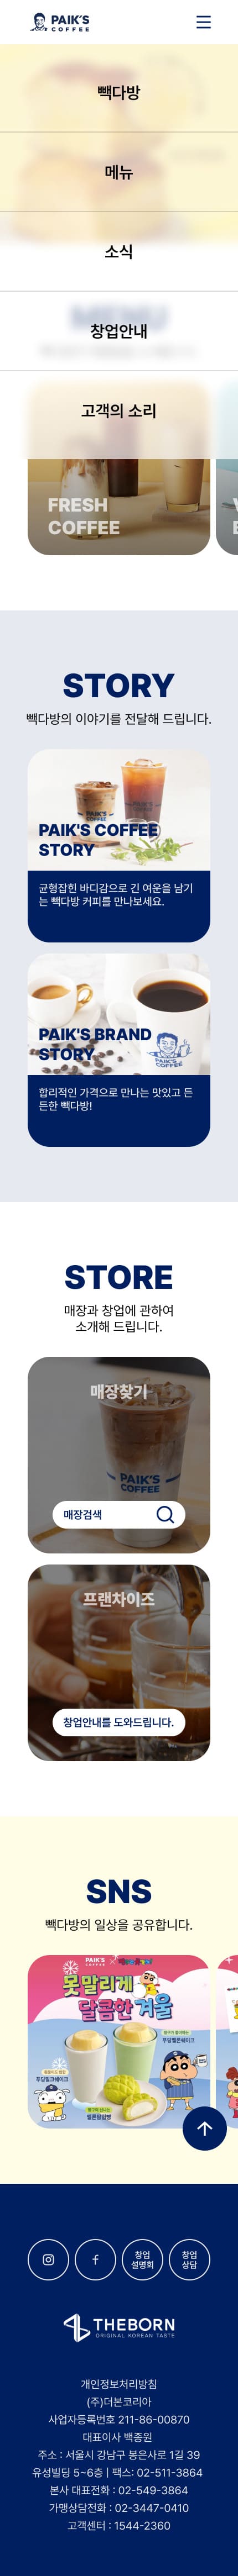 PAIK'S
COFFEE
빽다방
메뉴
소식
MENU
창업안내
고객의 소리
FRESH
COFFEE
STORY
빽다방의 이야기를 전달해 드립니다.
PAIK'S COFFEE
STORY
균형잡힌 바디감으로 긴 여운을 남기
는 빽다방 커피를 만나보세요.
PAIK'S BRAND
STORY
PAIK'S
COFFEE
합리적인 가격으로 만나는 맛있고 든
든한 빽다방!
STORE
매장과 창업에 관하여
소개해 드립니다.
매장찾기
PAIK'S
COFFEE
매장검색
프랜차이즈
창업안내를 도와드립니다.
SNS
빽다방의 일상을 공유합니다.
PAIK'S
COFFEE
못말리게
달콤한 겨울
창업
설명회
창업
상담
THEBORN
ORIGINAL KOREAN TASTE
개인정보처리방침
(주)더본코리아
사업자등록번호 211-86-00870
대표이사 백종원
주소 : 서울시 강남구 봉은사로 1길 39
유성빌딩 5~6층 | 팩스: 02-511-3864
본사 대표전화 : 02-549-3864
가맹상담전화 : 02-3447-0410
고객센터 : 1544-2360